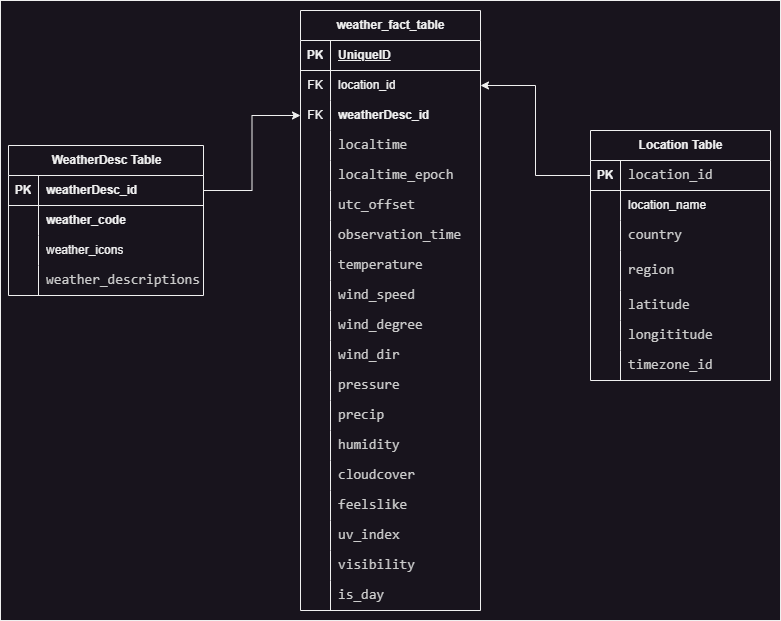 weather_fact_table
PK UniqueID
FK location_id
FK weatherDesc_id
localtime
localtime_epoch
utc_offset
observation_time
temperature
wind_speed
wind_degree
wind_dir
pressure
precip
humidity
cloudcover
feelslike
uv_index
visibility
is_day
WeatherDesc Table
PK weatherDesc_id
weather_code
weather_icons
weather_descriptions
Location Table
PK location_id
location_name
country
region
latitude
longititude
timezone_id